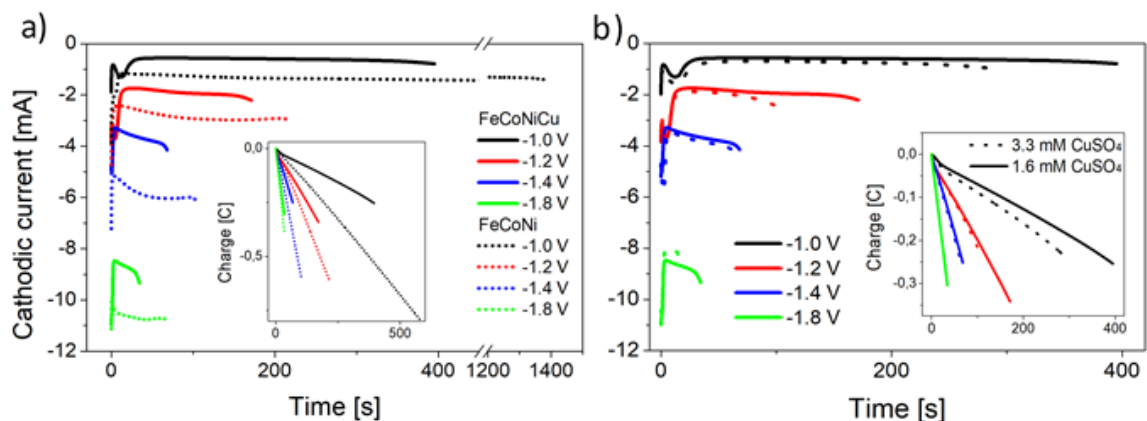 a)
Cathodic current [mA]
0
-2
-4
-6
-8
-10
-12
0
200
400
1200
1400
Time [s]
FeCoNiCu
-1.0 V
-1.2 V
-1.4 V
-1.8 V
FeCoNi
-1.0 V
-1.2 V
-1.4 V
-1.8 V
Charge [C]
0,0
-0,5
0
500
b)
0
-2
-4
-6
-8
-10
-12
0
200
400
Time [s]
-1.0 V
-1.2 V
-1.4 V
-1.8 V
3.3 mM CuSO₄
1.6 mM CuSO₄
Charge [C]
0,0
-0,1
-0,2
-0,3
0
200
400